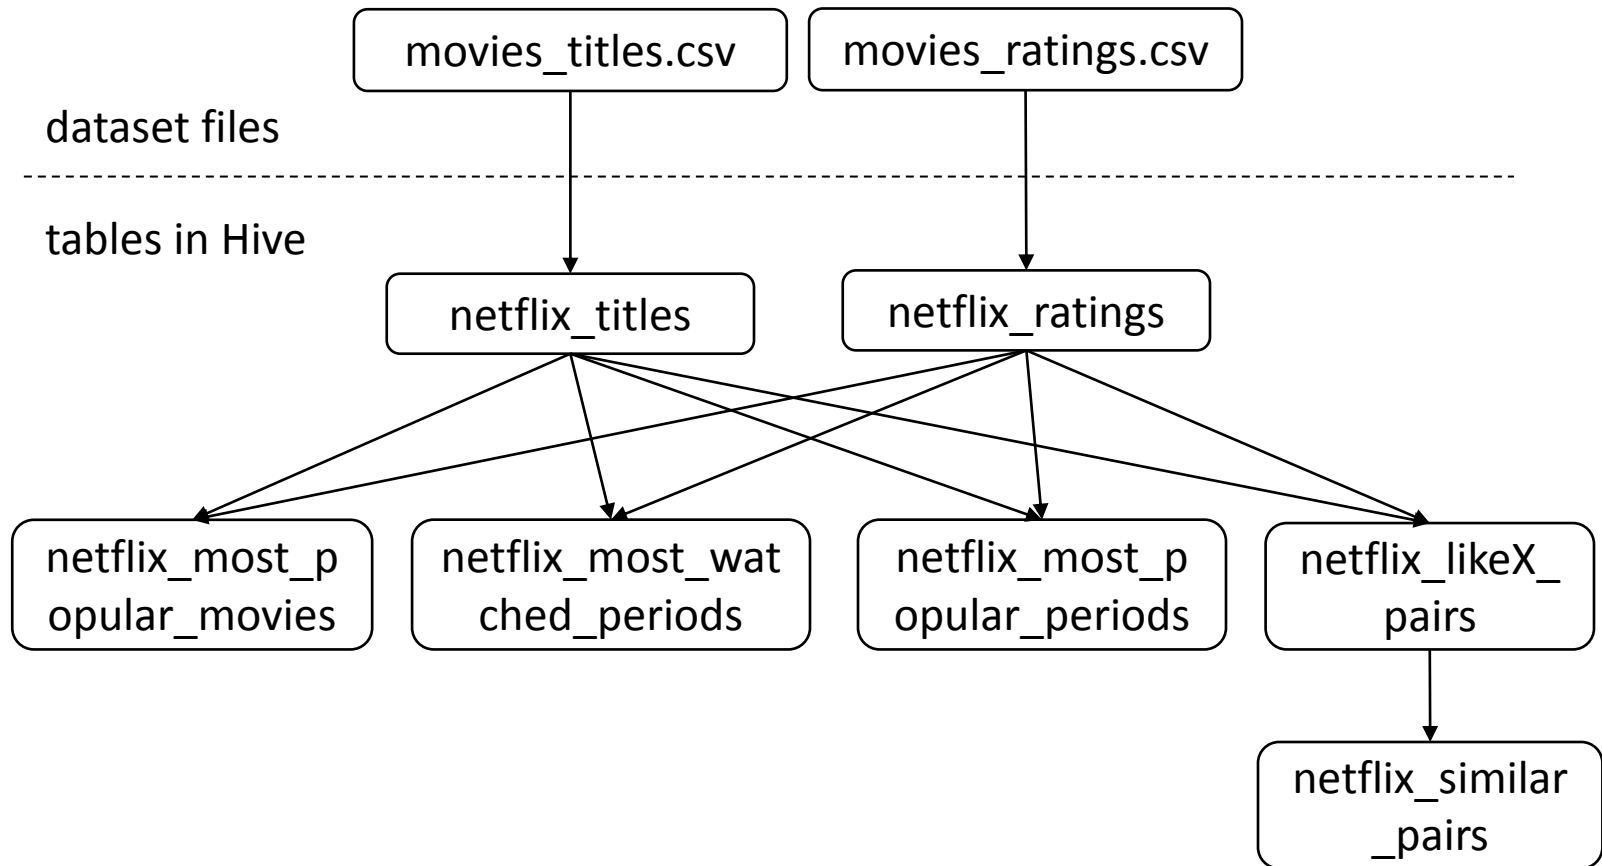 movies_titles.csv
movies_ratings.csv
dataset files
tables in Hive
netflix_titles
netflix_ratings
netflix_most_p
opular_movies
netflix_most_wat
ched_periods
netflix_most_p
opular_periods
netflix_likeX_
pairs
netflix_similar
_pairs